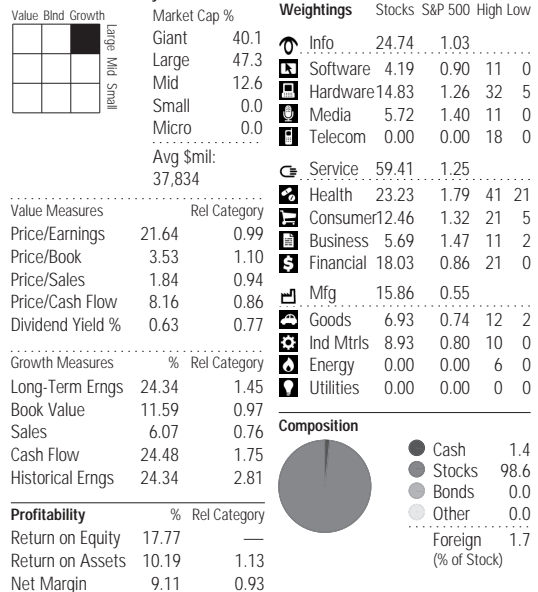 Value Blnd Growth
Large Mid Small
Market Cap %
Giant 40.1
Large 47.3
Mid 12.6
Small 0.0
Micro 0.0
Avg $mil:
37,834
Value Measures Rel Category
Price/Earnings 21.64 0.99
Price/Book 3.53 1.10
Price/Sales 1.84 0.94
Price/Cash Flow 8.16 0.86
Dividend Yield % 0.63 0.77
Growth Measures % Rel Category
Long-Term Erngs 24.34 1.45
Book Value 11.59 0.97
Sales 6.07 0.76
Cash Flow 24.48 1.75
Historical Erngs 24.34 2.81
Profitability % Rel Category
Return on Equity 17.77 —
Return on Assets 10.19 1.13
Net Margin 9.11 0.93
Weightings Stocks S&P 500 High Low
Info 24.74 1.03
Software 4.19 0.90 11 0
Hardware 14.83 1.26 32 5
Media 5.72 1.40 11 0
Telecom 0.00 0.00 18 0
Service 59.41 1.25
Health 23.23 1.79 41 21
Consumer 12.46 1.32 21 5
Business 5.69 1.47 11 2
Financial 18.03 0.86 21 0
Mfg 15.86 0.55
Goods 6.93 0.74 12 2
Ind Mtrls 8.93 0.80 10 0
Energy 0.00 0.00 6 0
Utilities 0.00 0.00 0 0
Composition
Cash 1.4
Stocks 98.6
Bonds 0.0
Other 0.0
Foreign 1.7
(% of Stock)